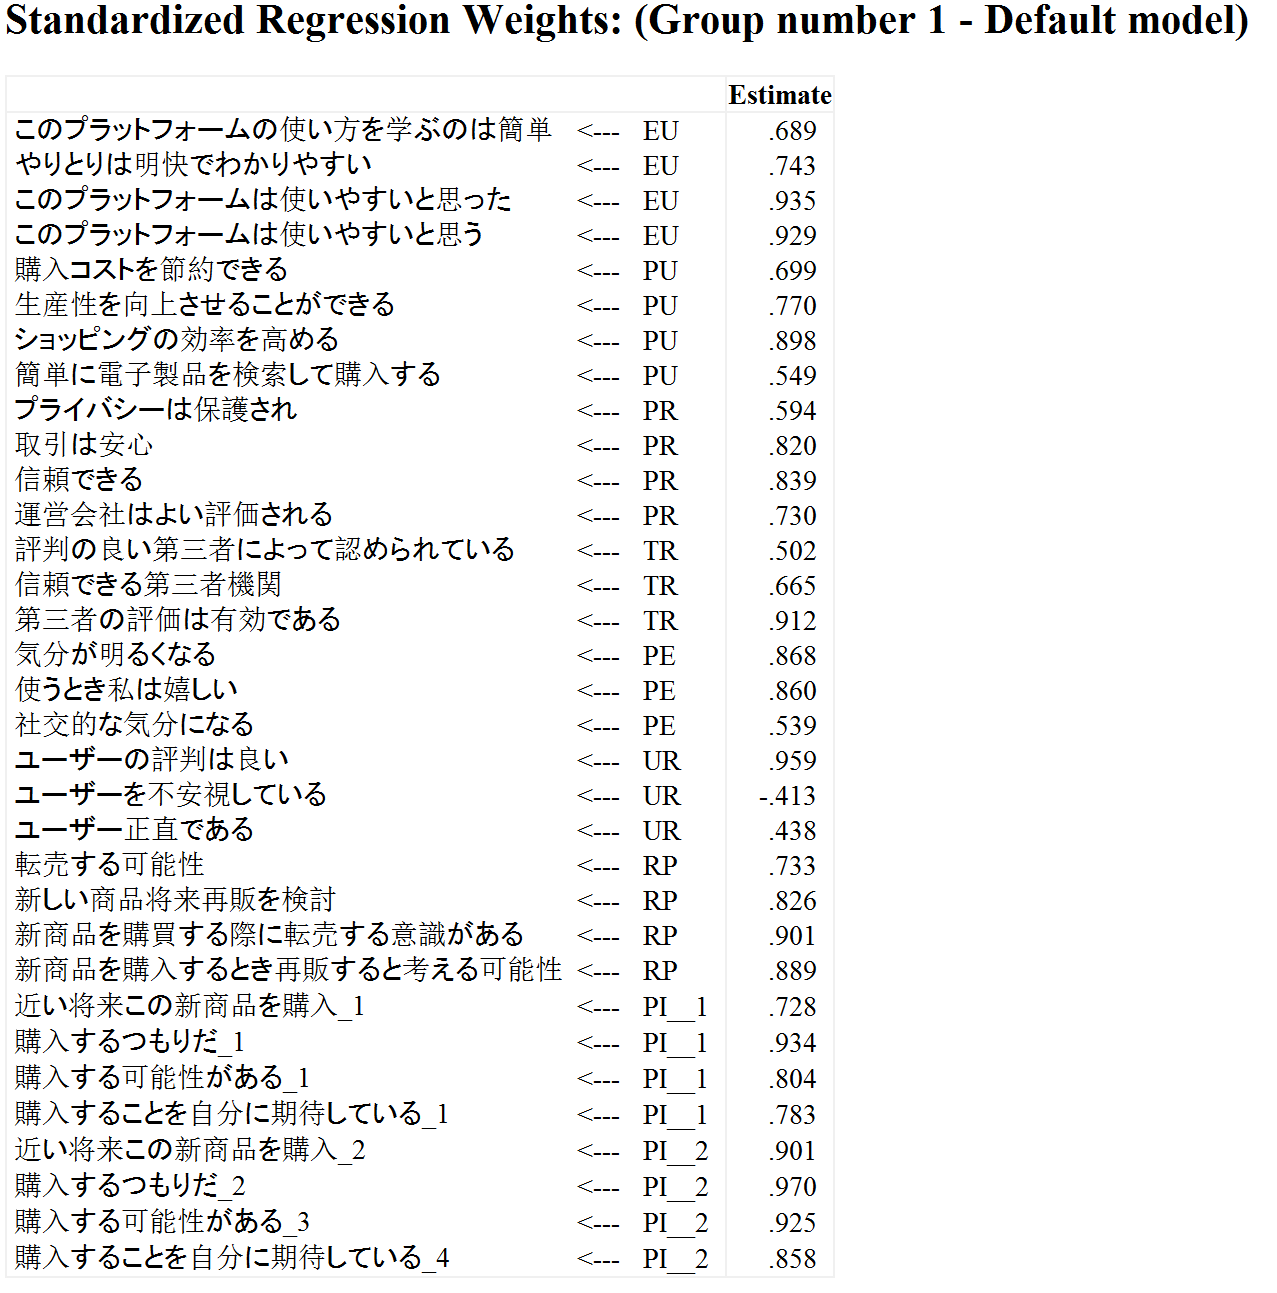 Standardized Regression Weights: (Group number 1 - Default model)
Estimate
このプラットフォームの使い方を学ぶのは簡単 <--- EU .689
やりとりは明快でわかりやすい <--- EU .743
このプラットフォームは使いやすいと思った <--- EU .935
このプラットフォームは使いやすいと思う <--- EU .929
購入コストを節約できる <--- PU .699
生産性を向上させることができる <--- PU .770
ショッピングの効率を高める <--- PU .898
簡単に電子製品を検索して購入する <--- PU .549
プライバシーは保護され <--- PR .594
取引は安心 <--- PR .820
信頼できる <--- PR .839
運営会社はよい評価される <--- PR .730
評判の良い第三者によって認められている <--- TR .502
信頼できる第三者機関 <--- TR .665
第三者の評価は有効である <--- TR .912
気分が明るくなる <--- PE .868
使うとき私は嬉しい <--- PE .860
社交的な気分になる <--- PE .539
ユーザーの評判は良い <--- UR .959
ユーザーを不安視している <--- UR -.413
ユーザー正直である <--- UR .438
転売する可能性 <--- RP .733
新しい商品将来再販を検討 <--- RP .826
新商品を購買する際に転売する意識がある <--- RP .901
新商品を購入するとき再販すると考える可能性 <--- RP .889
近い将来この新商品を購入_1 <--- PI__1 .728
購入するつもりだ_1 <--- PI__1 .934
購入する可能性がある_1 <--- PI__1 .804
購入することを自分に期待している_1 <--- PI__1 .783
近い将来この新商品を購入_2 <--- PI__2 .901
購入するつもりだ_2 <--- PI__2 .970
購入する可能性がある_3 <--- PI__2 .925
購入することを自分に期待している_4 <--- PI__2 .858